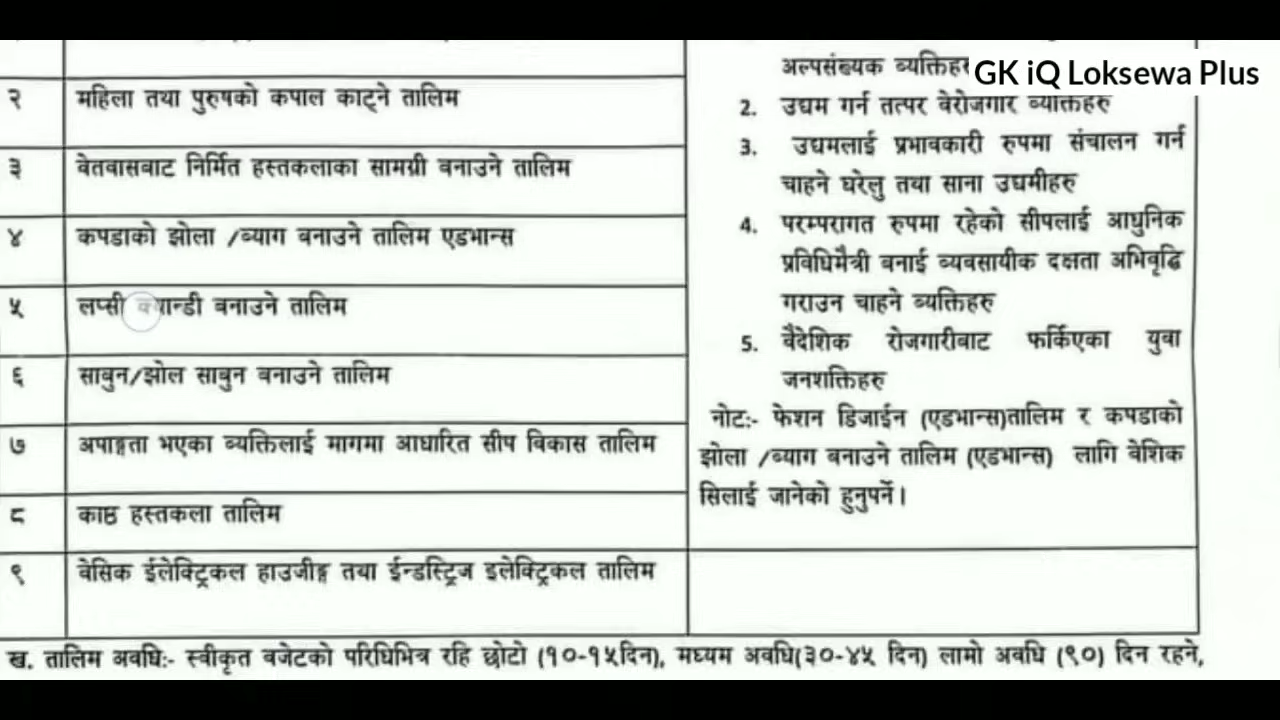 अल्पसंख्यक व्यक्तिहरु
GK iQ Loksewa Plus
२ महिला तथा पुरुषको कपाल काट्ने तालिम
2. उद्यम गर्न तत्पर वेरोजगार व्यक्तिहरु
३ वेतवासबाट निर्मित हस्तकलाका सामग्री बनाउने तालिम
3. उद्यमलाई प्रभावकारी रुपमा संचालन गर्न
चाहने घरेलु तथा साना उद्यमीहरु
४ कपडाको झोला /ब्याग बनाउने तालिम एडभान्स
4. परम्परागत रुपमा रहेको सीपलाई आधुनिक
प्रविधिमैत्री बनाई व्यवसायीक दक्षता अभिवृद्धि
गराउन चाहने व्यक्तिहरु
५ लप्सी क्यान्डी बनाउने तालिम
5. वैदेशिक रोजगारीबाट फर्किएका युवा
जनशक्तिहरु
६ साबुन/झोल साबुन बनाउने तालिम
७ अपाङ्गता भएका व्यक्तिलाई मागमा आधारित सीप विकास तालिम
नोटः- फेशन डिजाईन (एडभान्स)तालिम र कपडाको
झोला /ब्याग बनाउने तालिम (एडभान्स) लागि वेशिक
सिलाई जानेको हुनुपर्ने।
८ काष्ठ हस्तकला तालिम
९ वेसिक ईलेक्ट्रिकल हाउजीङ्ग तथा ईन्डस्ट्रिज इलेक्ट्रिकल तालिम
ख. तालिम अवधिः- स्वीकृत बजेटको परिधिभित्र रहि छोटो (१०-१५दिन), मध्यम अवधि(३०-४५ दिन) लामो अवधि (९०) दिन रहने,